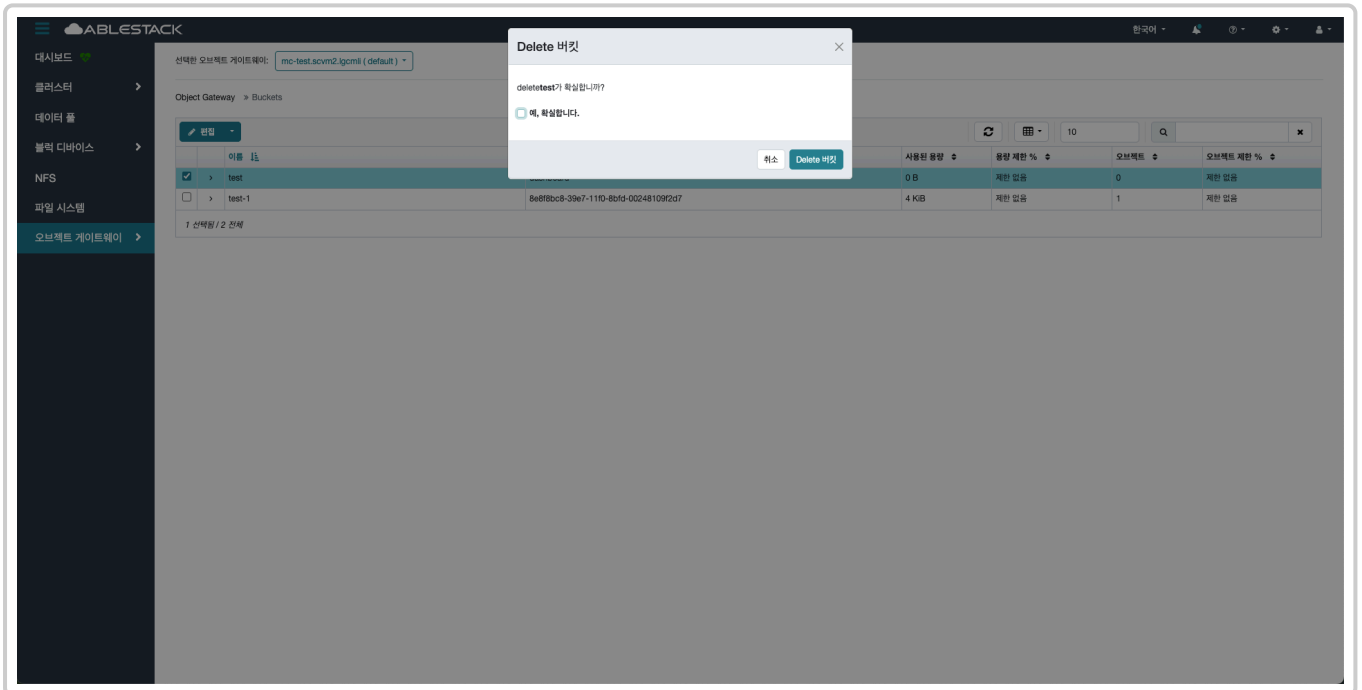 ABLESTACK
한국어
대시보드
클러스터
데이터 풀
블럭 디바이스
NFS
파일 시스템
오브젝트 게이트웨이
선택한 오브젝트 게이트웨이: mc-test.scvm2.lgcmli ( default )
Object Gateway » Buckets
편집
10
이름 사용된 용량 용량 제한 % 오브젝트 오브젝트 제한 %
test 0 B 제한 없음 0 제한 없음
test-1 8e8f8bc8-39e7-11f0-8bfd-00248109f2d7 4 KiB 제한 없음 1 제한 없음
1 선택됨 / 2 전체
Delete 버킷
deletetest가 확실합니까?
예, 확실합니다.
취소 Delete 버킷